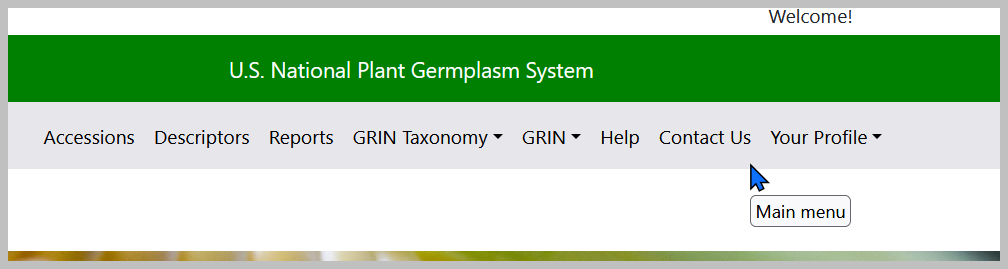 Welcome!
U.S. National Plant Germplasm System
Accessions Descriptors Reports GRIN Taxonomy GRIN Help Contact Us Your Profile
Main menu